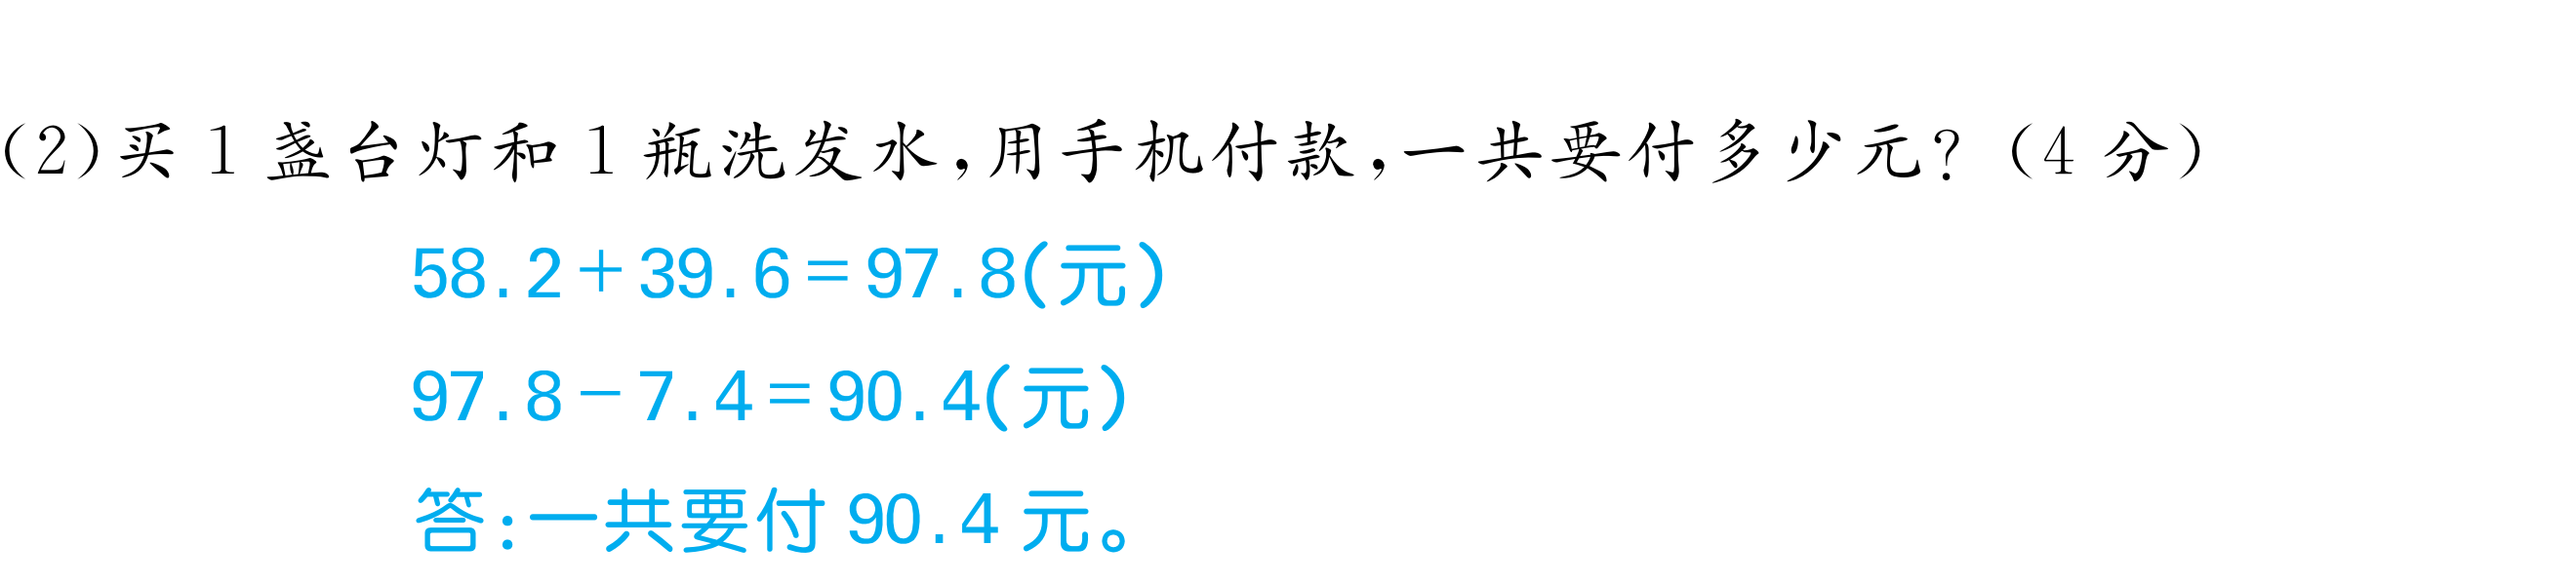 (2)买 1 盏台灯和 1 瓶洗发水,用手机付款,一共要付多少元? (4 分)
58.2+39.6=97.8(元)
97.8-7.4=90.4(元)
答:一共要付 90.4 元。